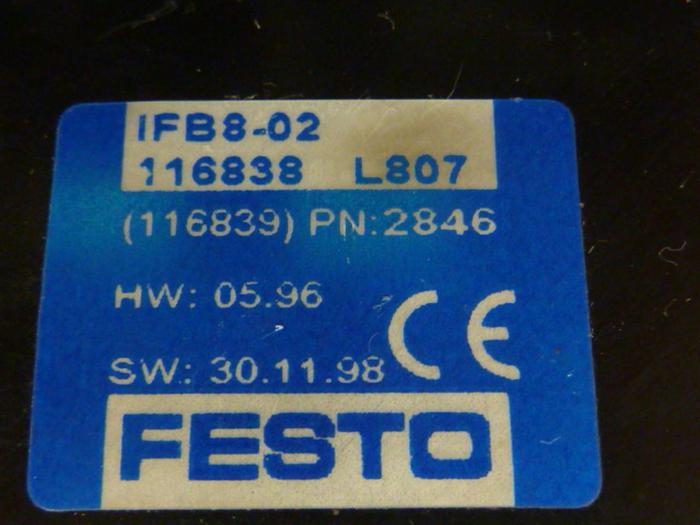 IFB8-02
116838 L807
(116839) PN:2846
HW: 05.96
SW: 30.11.98
CE
FESTO